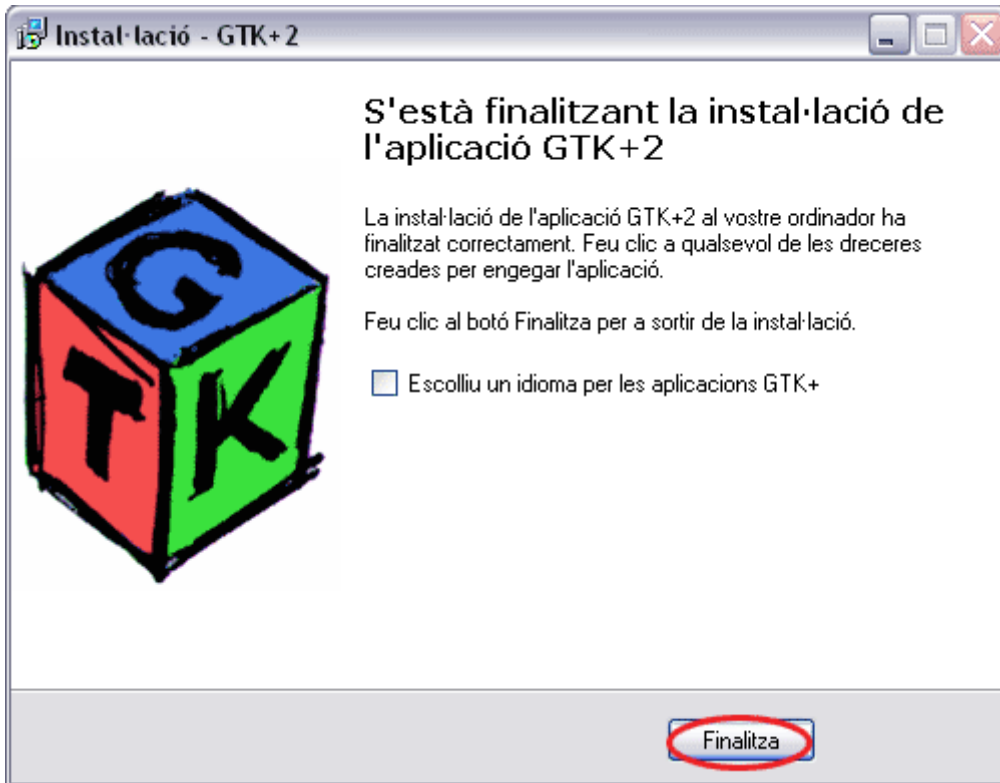 Instal·lació - GTK+2
S'està finalitzant la instal·lació de
l'aplicació GTK+2
La instal·lació de l'aplicació GTK+2 al vostre ordinador ha
finalitzat correctament. Feu clic a qualsevol de les dreceres
creades per engegar l'aplicació.
Feu clic al botó Finalitza per a sortir de la instal·lació.
Escolliu un idioma per les aplicacions GTK+
G
T K
Finalitza